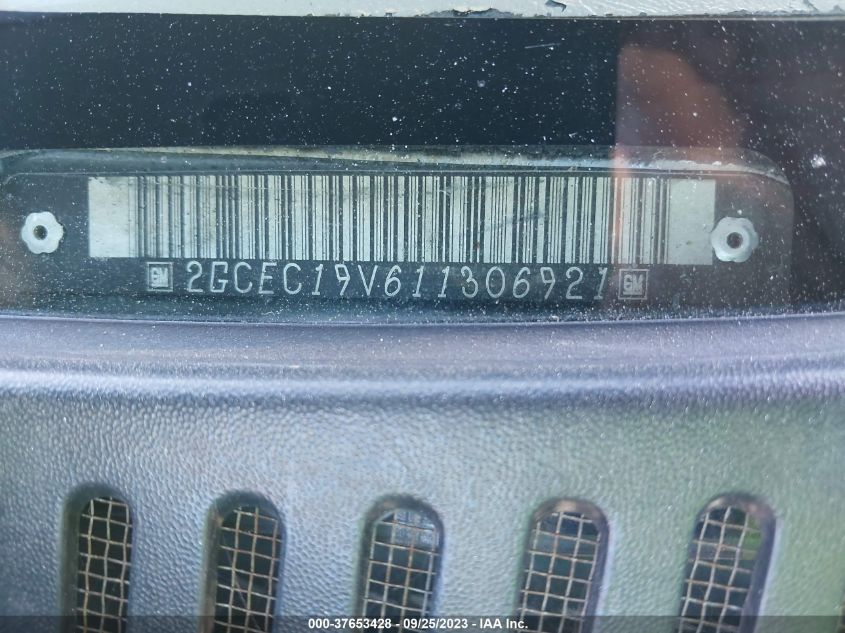 GM 2GCEC19V611306921 GM
000-37653428 - 09/25/2023 - IAA Inc.